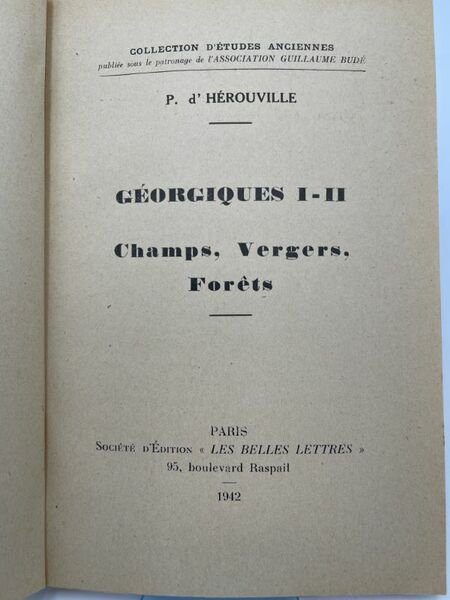 COLLECTION D'ÉTUDES ANCIENNES
publiée sous le patronage de l'ASSOCIATION GUILLAUME BUDÉ
P. d'HÉROUVILLE
GÉORGIQUES I-II
Champs, Vergers,
Forêts
PARIS
SOCIÉTÉ D'ÉDITION « LES BELLES LETTRES »
95, boulevard Raspail
1942